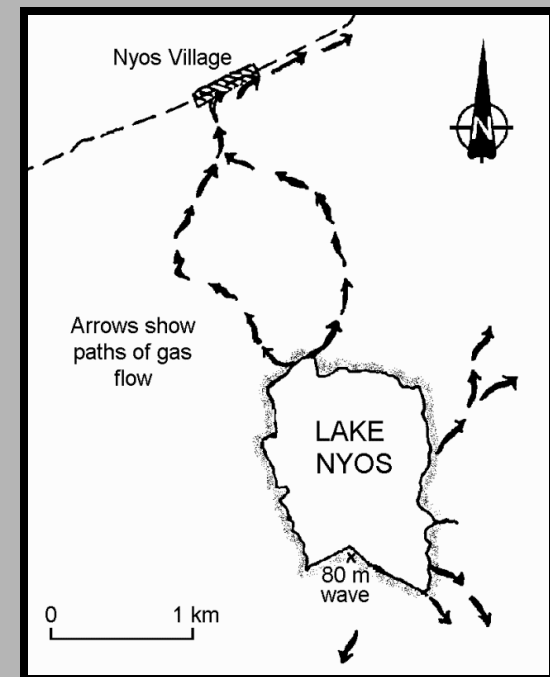 Nyos Village
N
Arrows show
paths of gas
flow
LAKE
NYOS
x
80 m
wave
0 1 km